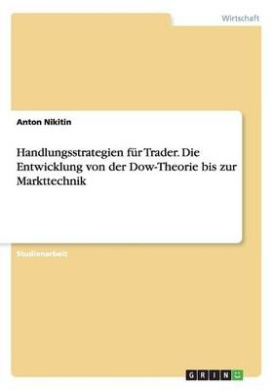 Wirtschaft
Anton Nikitin
Handlungsstrategien für Trader. Die
Entwicklung von der Dow-Theorie bis zur
Markttechnik
Studienarbeit
GRIN